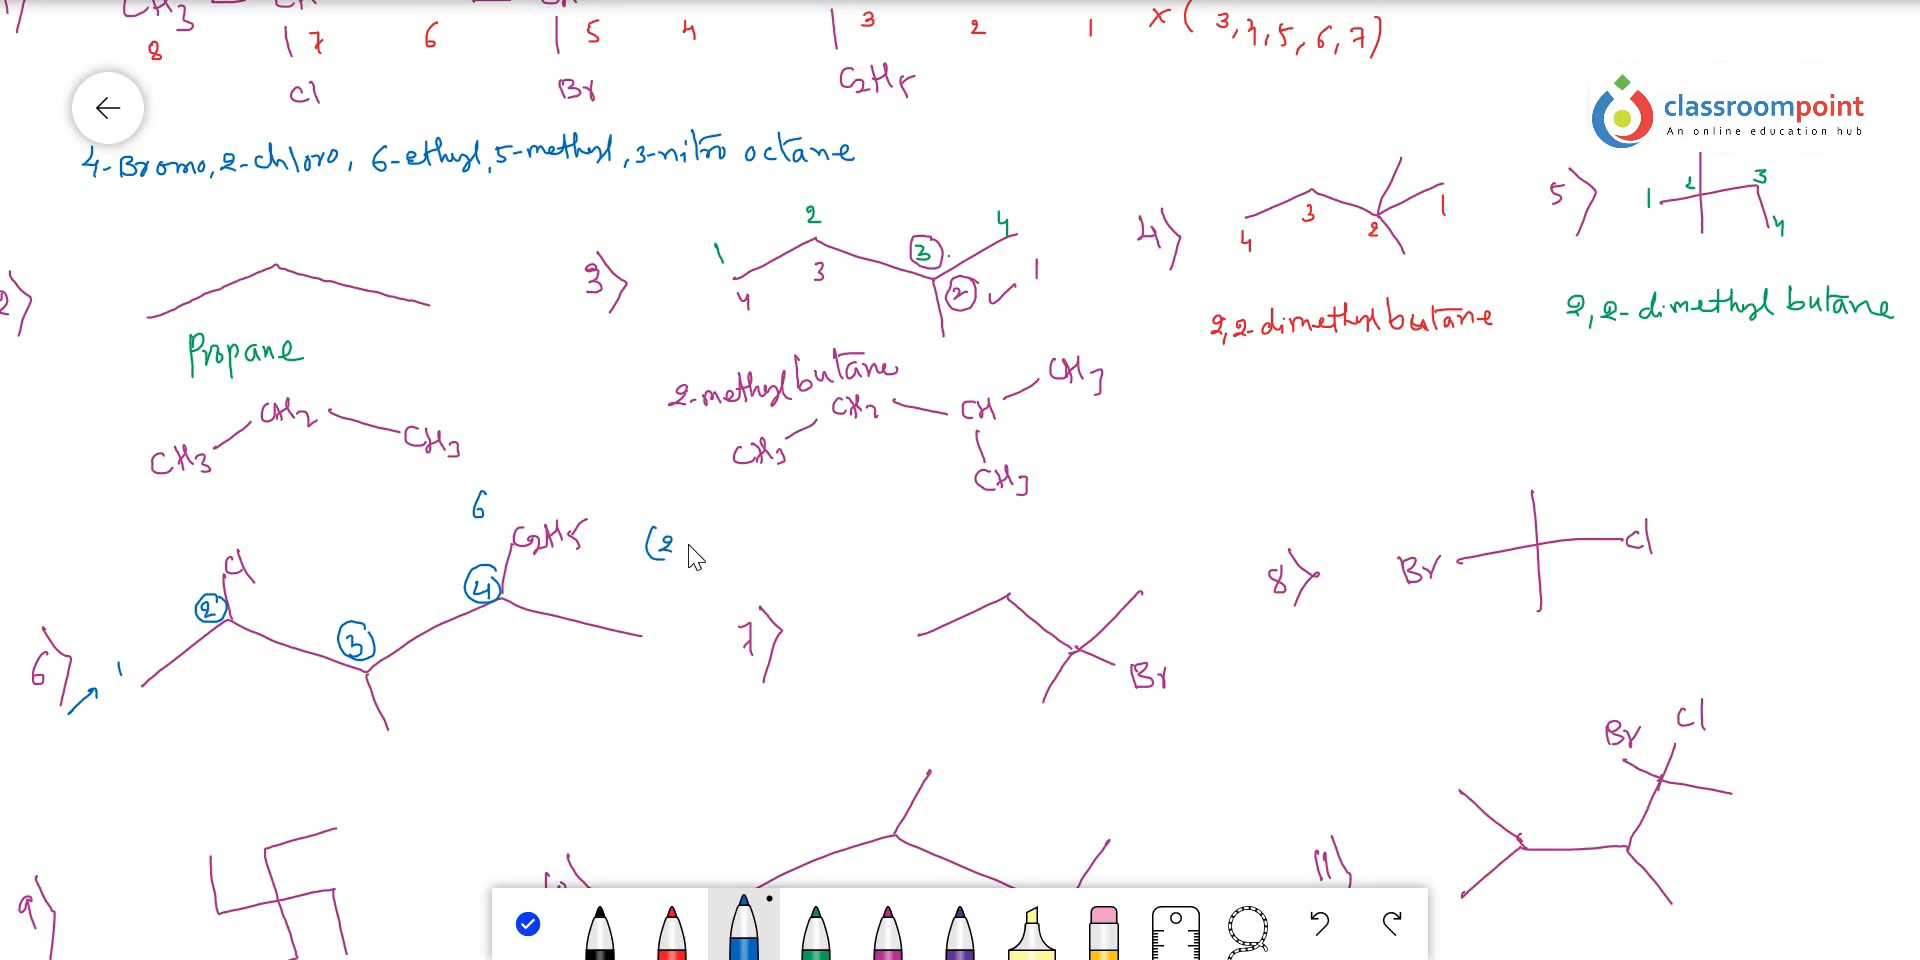 CH3
8 | 7 6 | 5 4 | 3 2 1 × ( 3, 4, 5, 6, 7)
Cl Br C2H5
classroompoint
An online education hub
4-Bromo, 2-chloro, 6-ethyl, 5-methyl, 3-nitro octane
2)
Propane
CH3 CH2 CH3
3)
1 2 3 4
4 3 2 1
2-methyl butane
CH3 CH2 CH CH3
CH3
4)
4 3 2 1
2,2-dimethyl butane
5)
1 2 3 4
2,2-dimethyl butane
6)
1 2 3 4 6
Cl C2H5
(2
7)
Br
8)
Br Cl
9)
11)
Br Cl